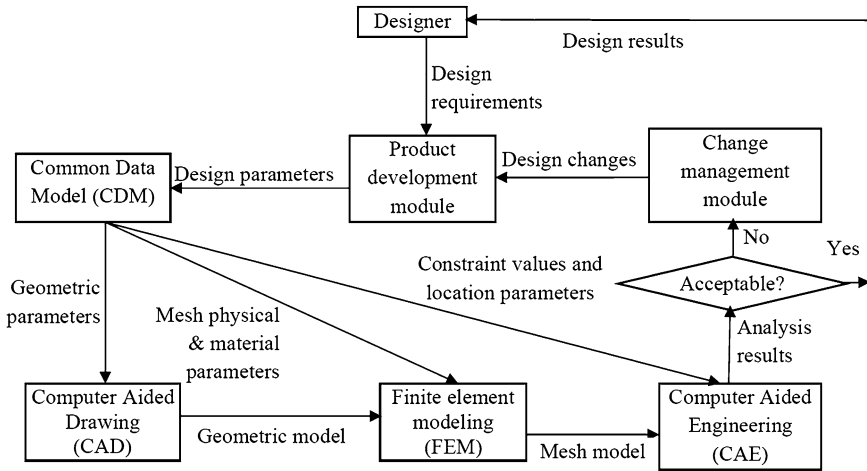 Designer
Design results
Design
requirements
Product
development
module
Design changes
Change
management
module
Common Data
Model (CDM)
Design parameters
No
Yes
Acceptable?
Constraint values and
location parameters
Geometric
parameters
Mesh physical
& material
parameters
Analysis
results
Computer Aided
Drawing
(CAD)
Geometric model
Finite element
modeling
(FEM)
Mesh model
Computer Aided
Engineering
(CAE)